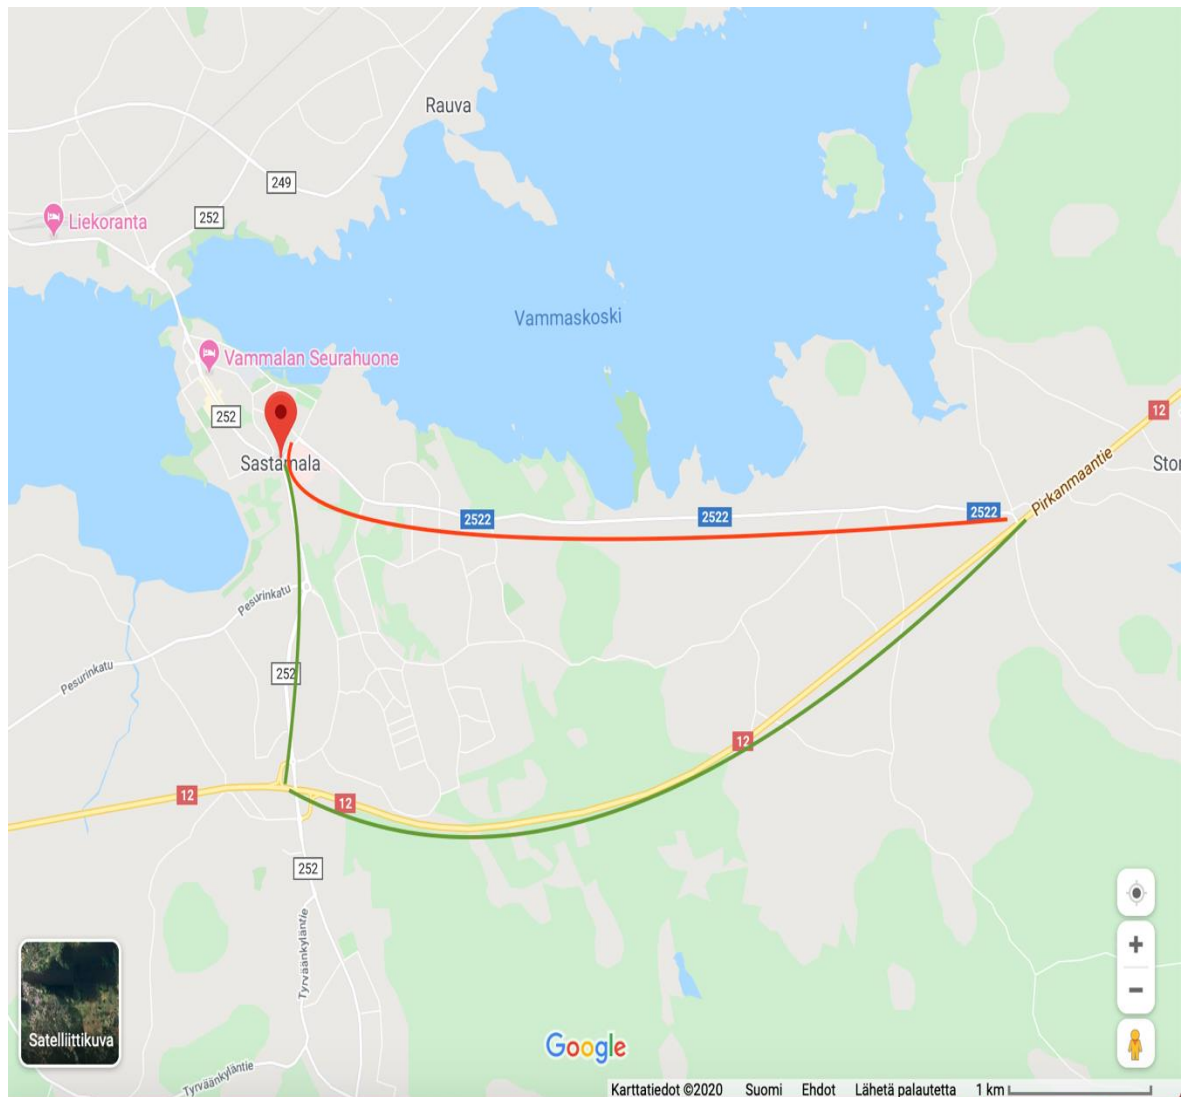 Rauva
249
252
Liekoranta
Vammaskoski
Vammalan Seurahuone
252
12
Sastamala
Pirkanmaantie
2522
2522
2522
Pesurinkatu
Pesurinkatu
252
12
12
12
252
Tyrväänkyläntie
Satelliittikuva
Google
Tyrväänkyläntie
Karttatiedot ©2020 Suomi Ehdot Lähetä palautetta 1 km